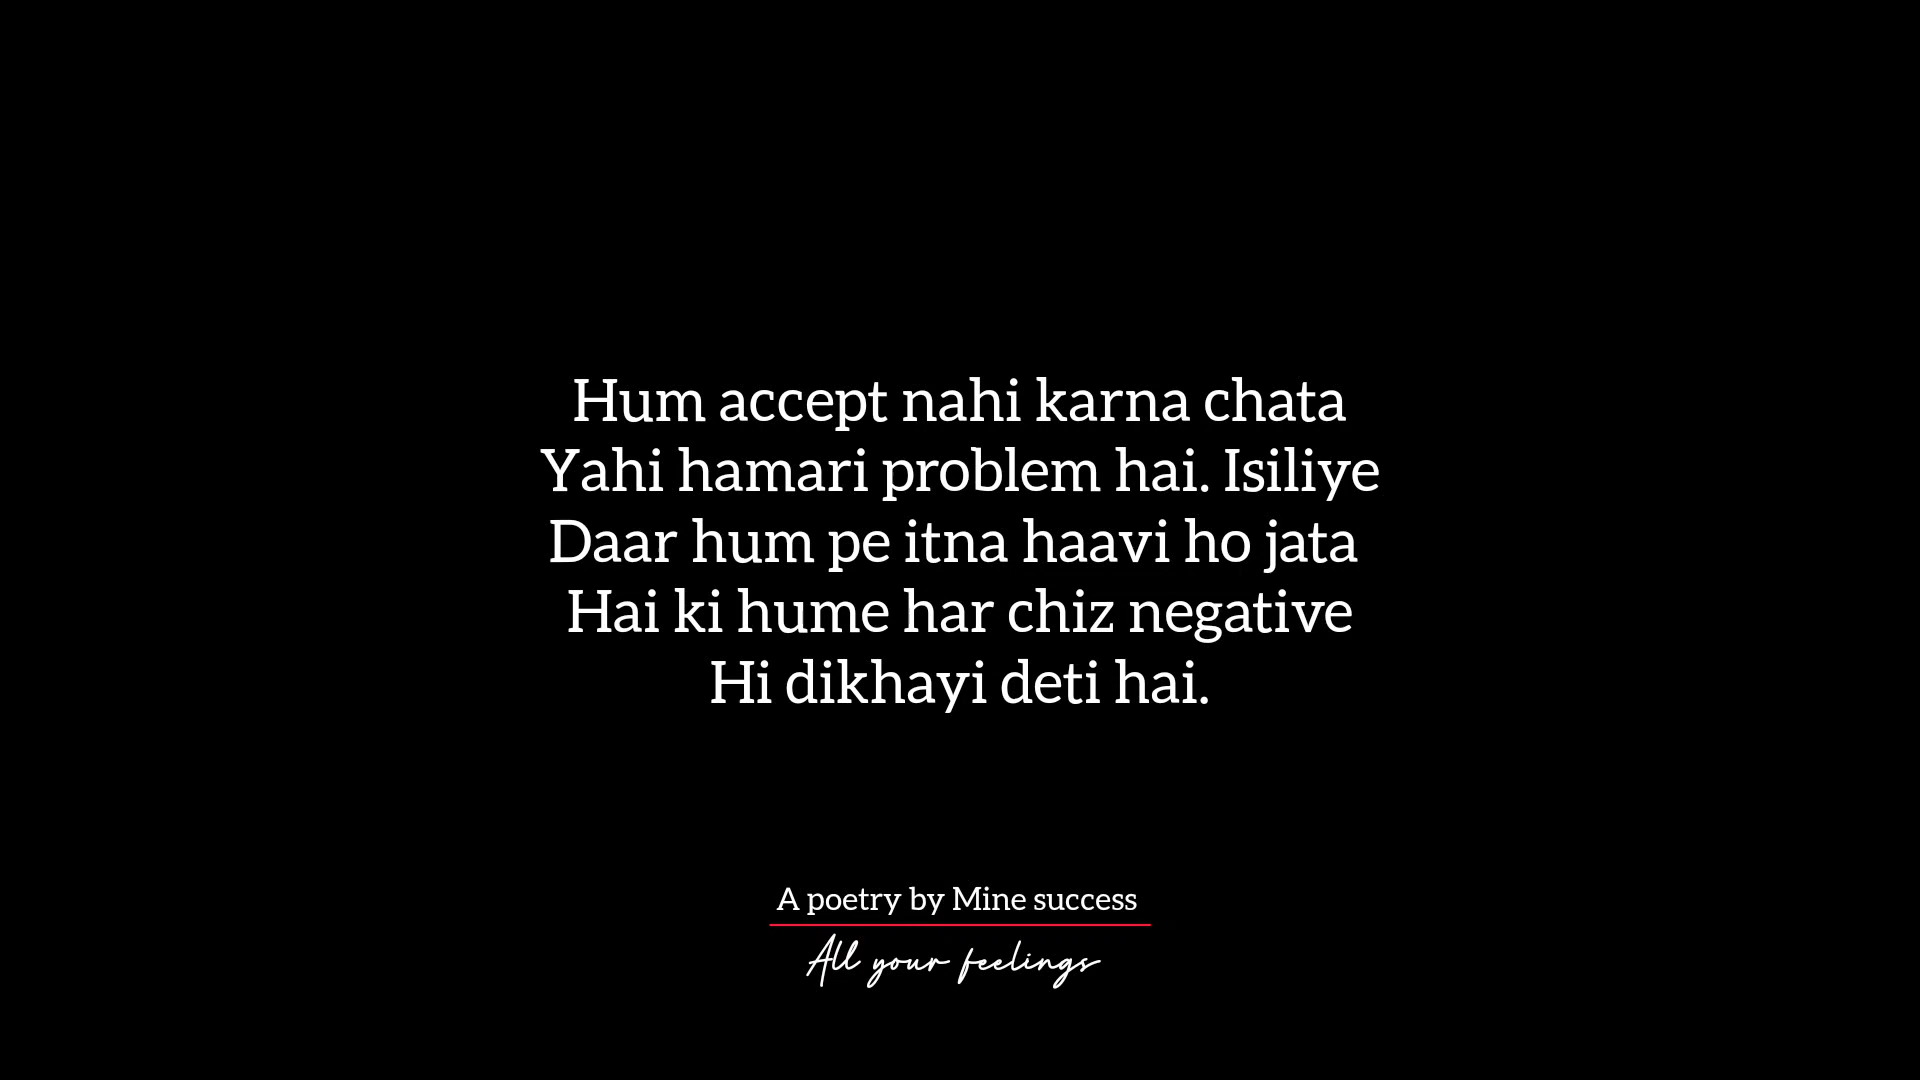 Hum accept nahi karna chata
Yahi hamari problem hai. Isiliye
Daar hum pe itna haavi ho jata
Hai ki hume har chiz negative
Hi dikhayi deti hai.
A poetry by Mine success
All your feelings